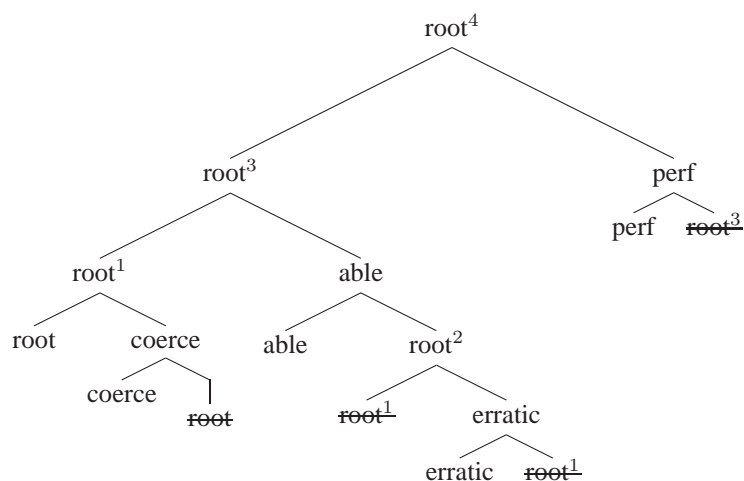 root⁴
root³ perf
perf ~~root³~~
root¹ able
root coerce able root²
coerce ~~root~~ ~~root¹~~ erratic
erratic ~~root¹~~